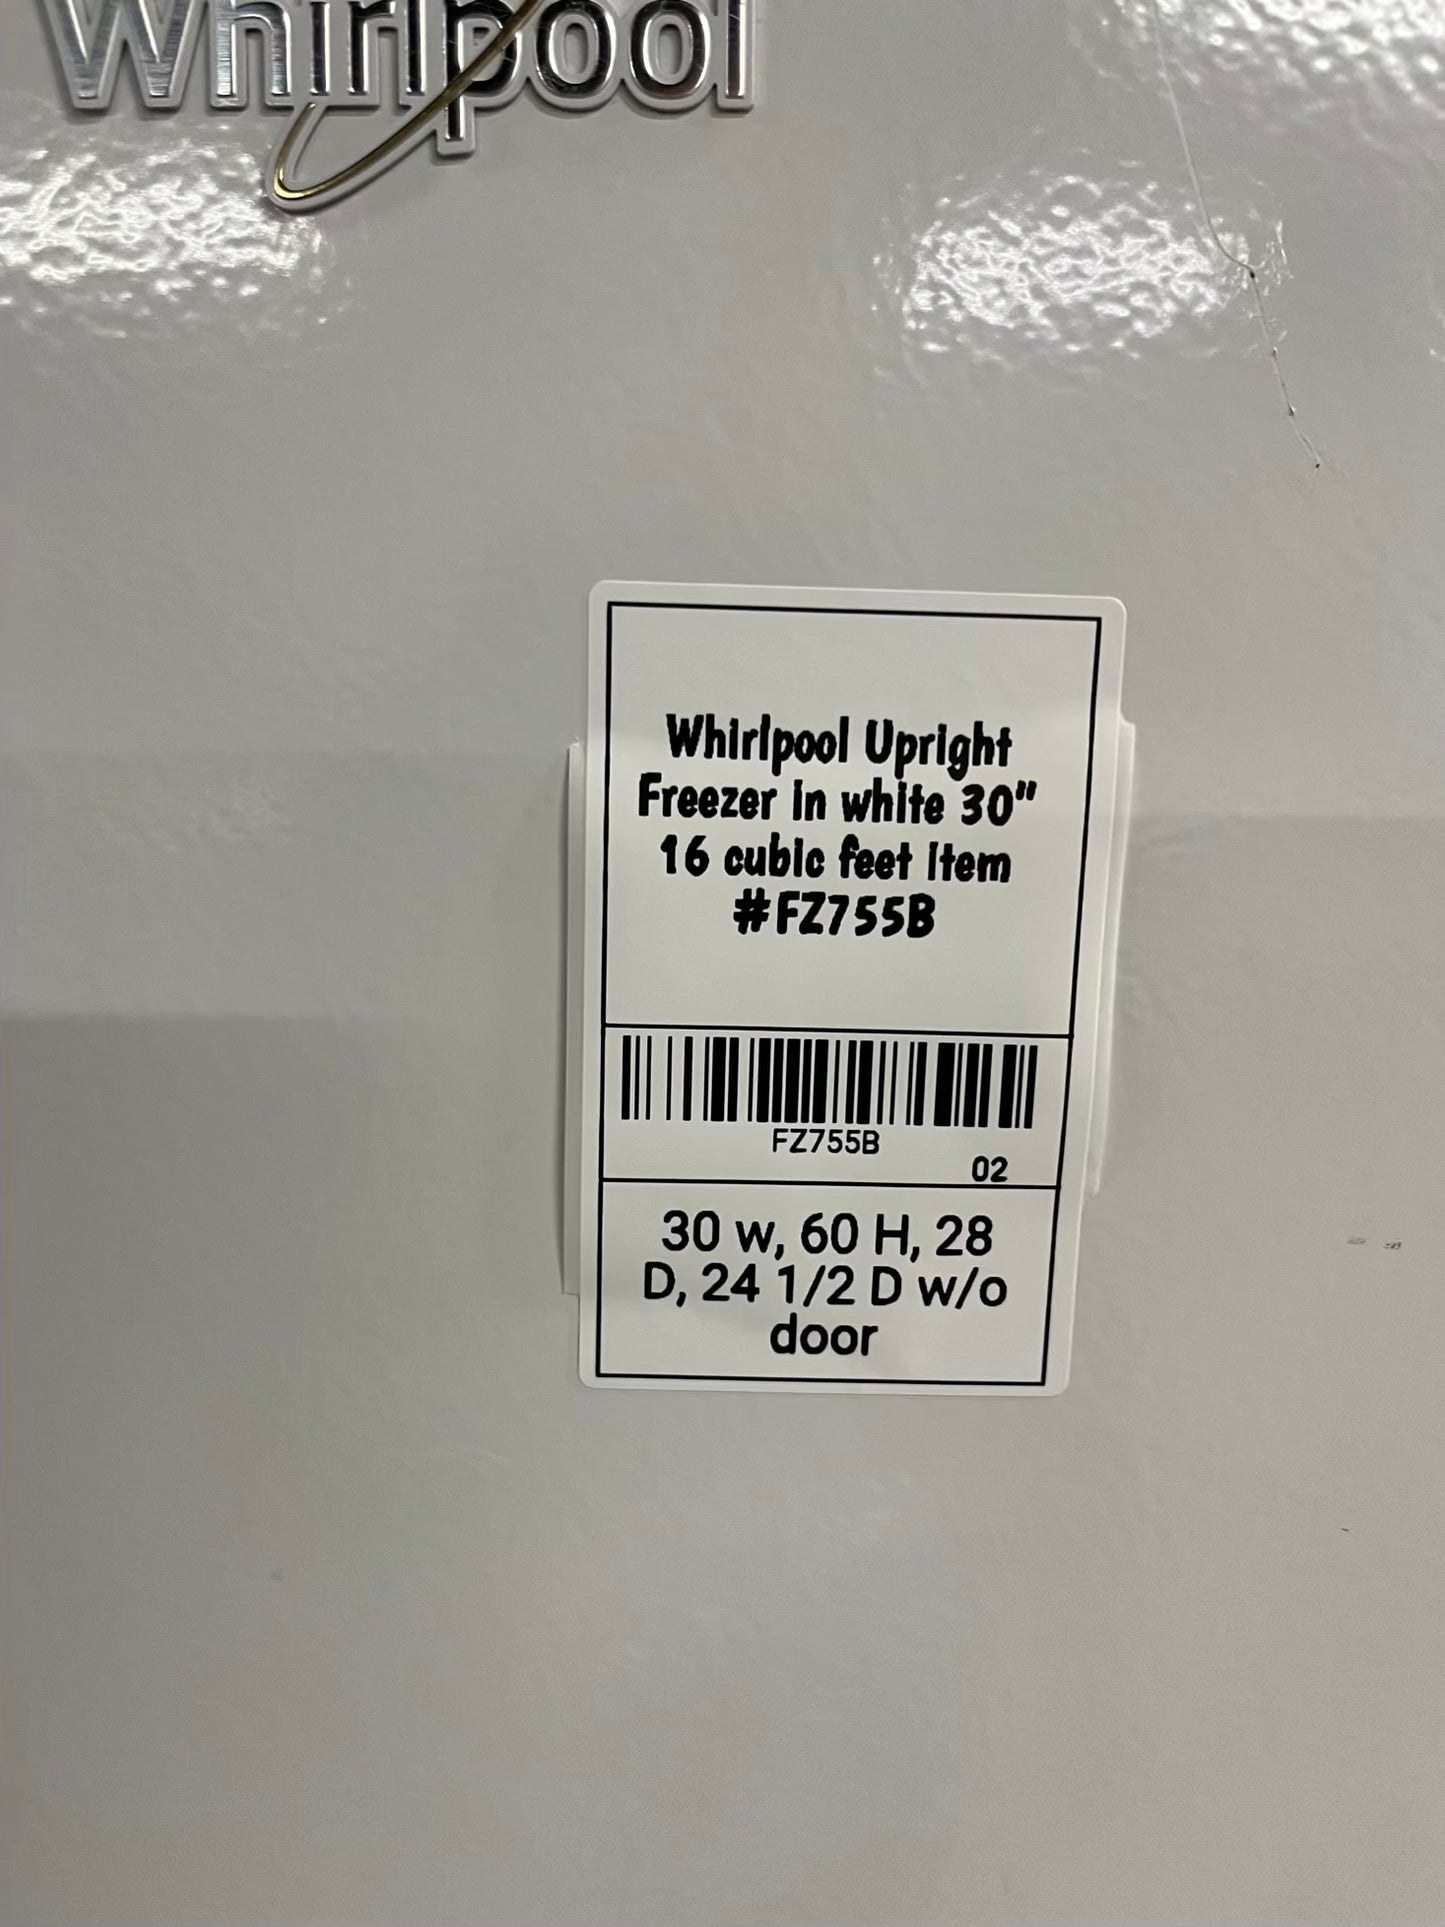 Whirlpool
Whirlpool Upright
Freezer in white 30"
16 cubic feet item
#FZ755B
FZ755B
02
30 w, 60 H, 28
D, 24 1/2 D w/o
door